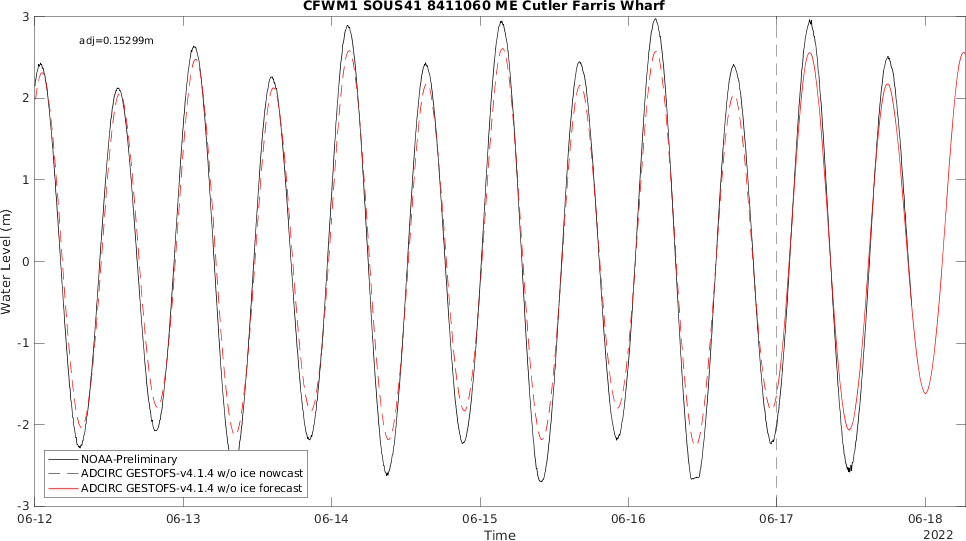 CFWM1 SOUS41 8411060 ME Cutler Farris Wharf
adj=0.15299m
3
2
1
0
-1
-2
-3
Water Level (m)
NOAA-Preliminary
ADCIRC GESTOFS-v4.1.4 w/o ice nowcast
ADCIRC GESTOFS-v4.1.4 w/o ice forecast
06-12 06-13 06-14 06-15 06-16 06-17 06-18
Time
2022